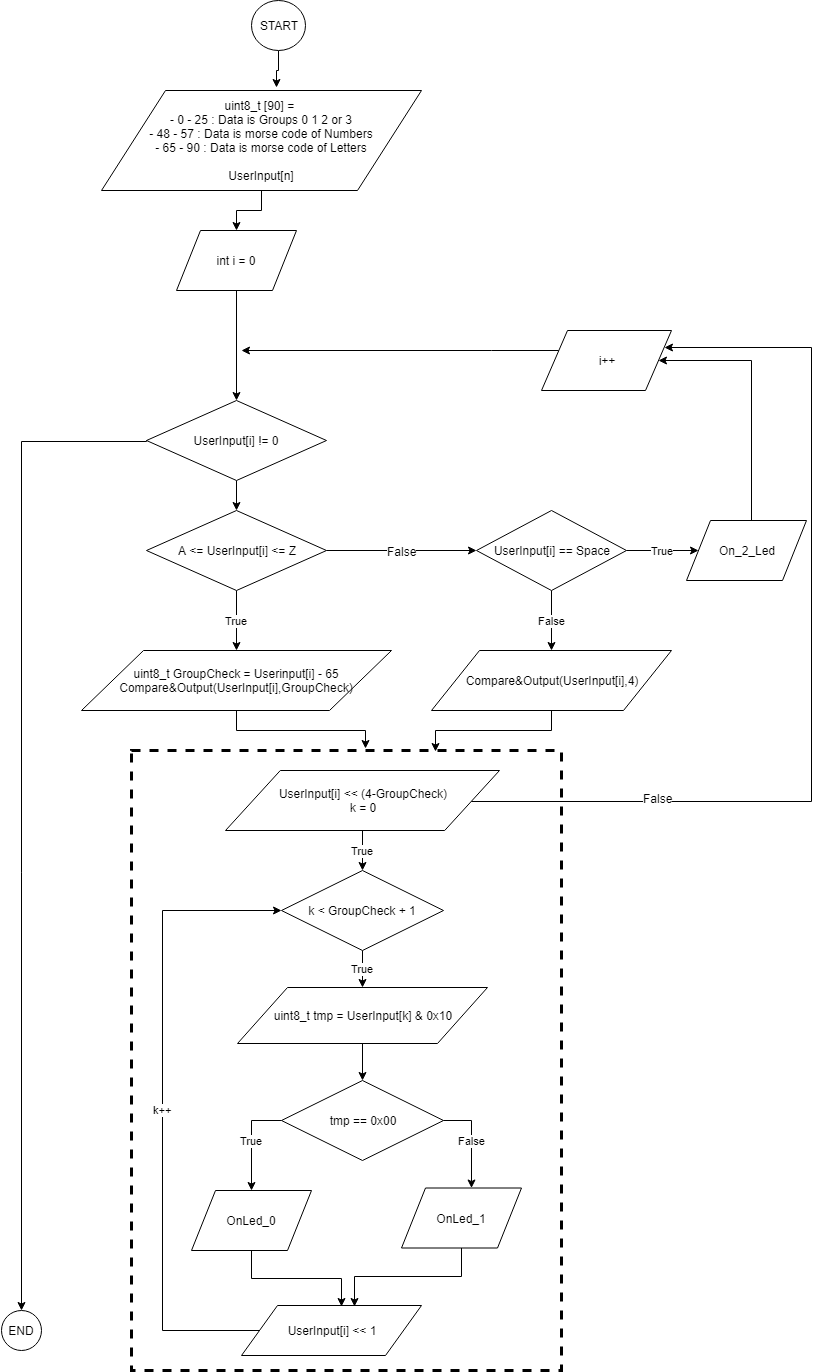 START
uint8_t [90] =
- 0 - 25 : Data is Groups 0 1 2 or 3
- 48 - 57 : Data is morse code of Numbers
- 65 - 90 : Data is morse code of Letters
UserInput[n]
int i = 0
i++
UserInput[i] != 0
A <= UserInput[i] <= Z
False
UserInput[i] == Space
True
On_2_Led
True
False
uint8_t GroupCheck = Userinput[i] - 65
Compare&Output(UserInput[i],GroupCheck)
Compare&Output(UserInput[i],4)
UserInput[i] << (4-GroupCheck)
k = 0
False
True
k < GroupCheck + 1
True
uint8_t tmp = UserInput[k] & 0x10
k++
tmp == 0x00
True
False
OnLed_0
OnLed_1
UserInput[i] << 1
END